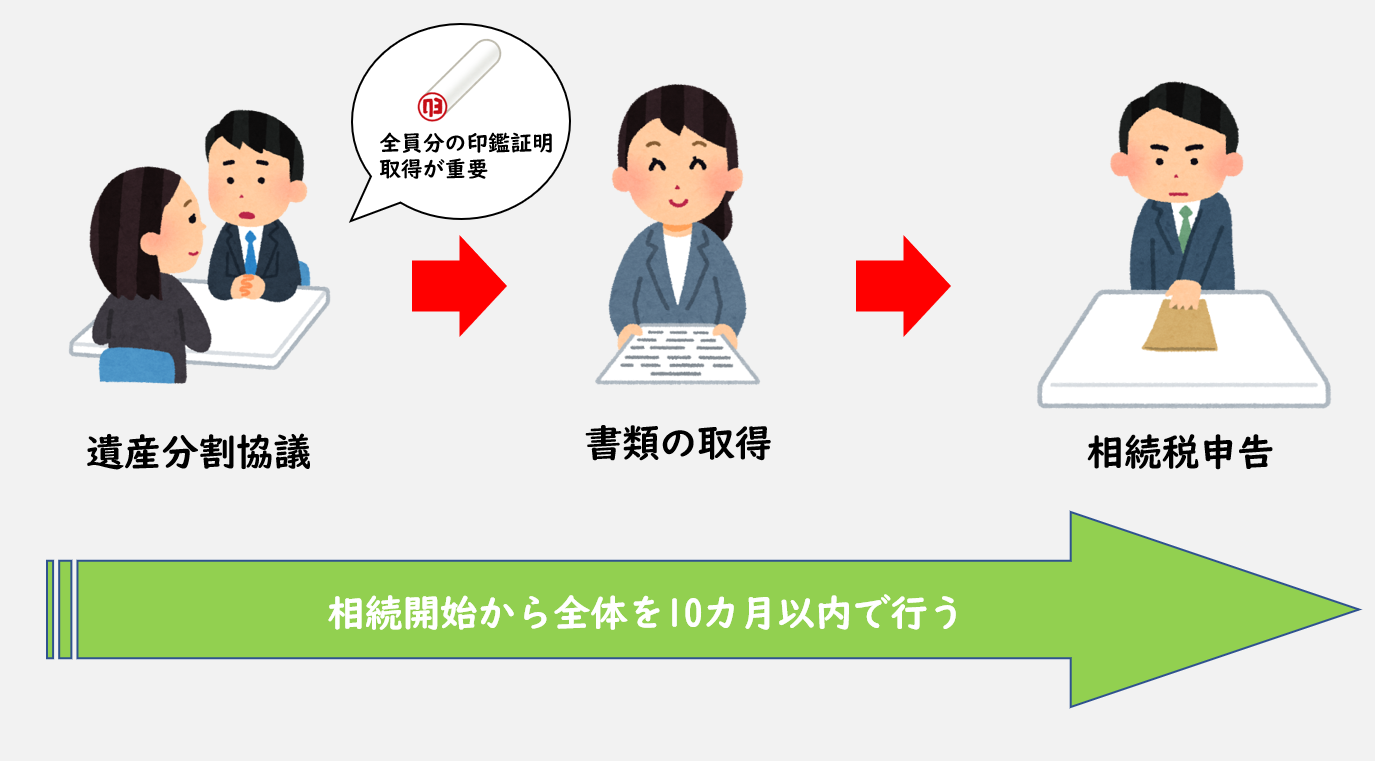 全員分の印鑑証明
取得が重要
遺産分割協議
書類の取得
相続税申告
相続開始から全体を10カ月以内で行う